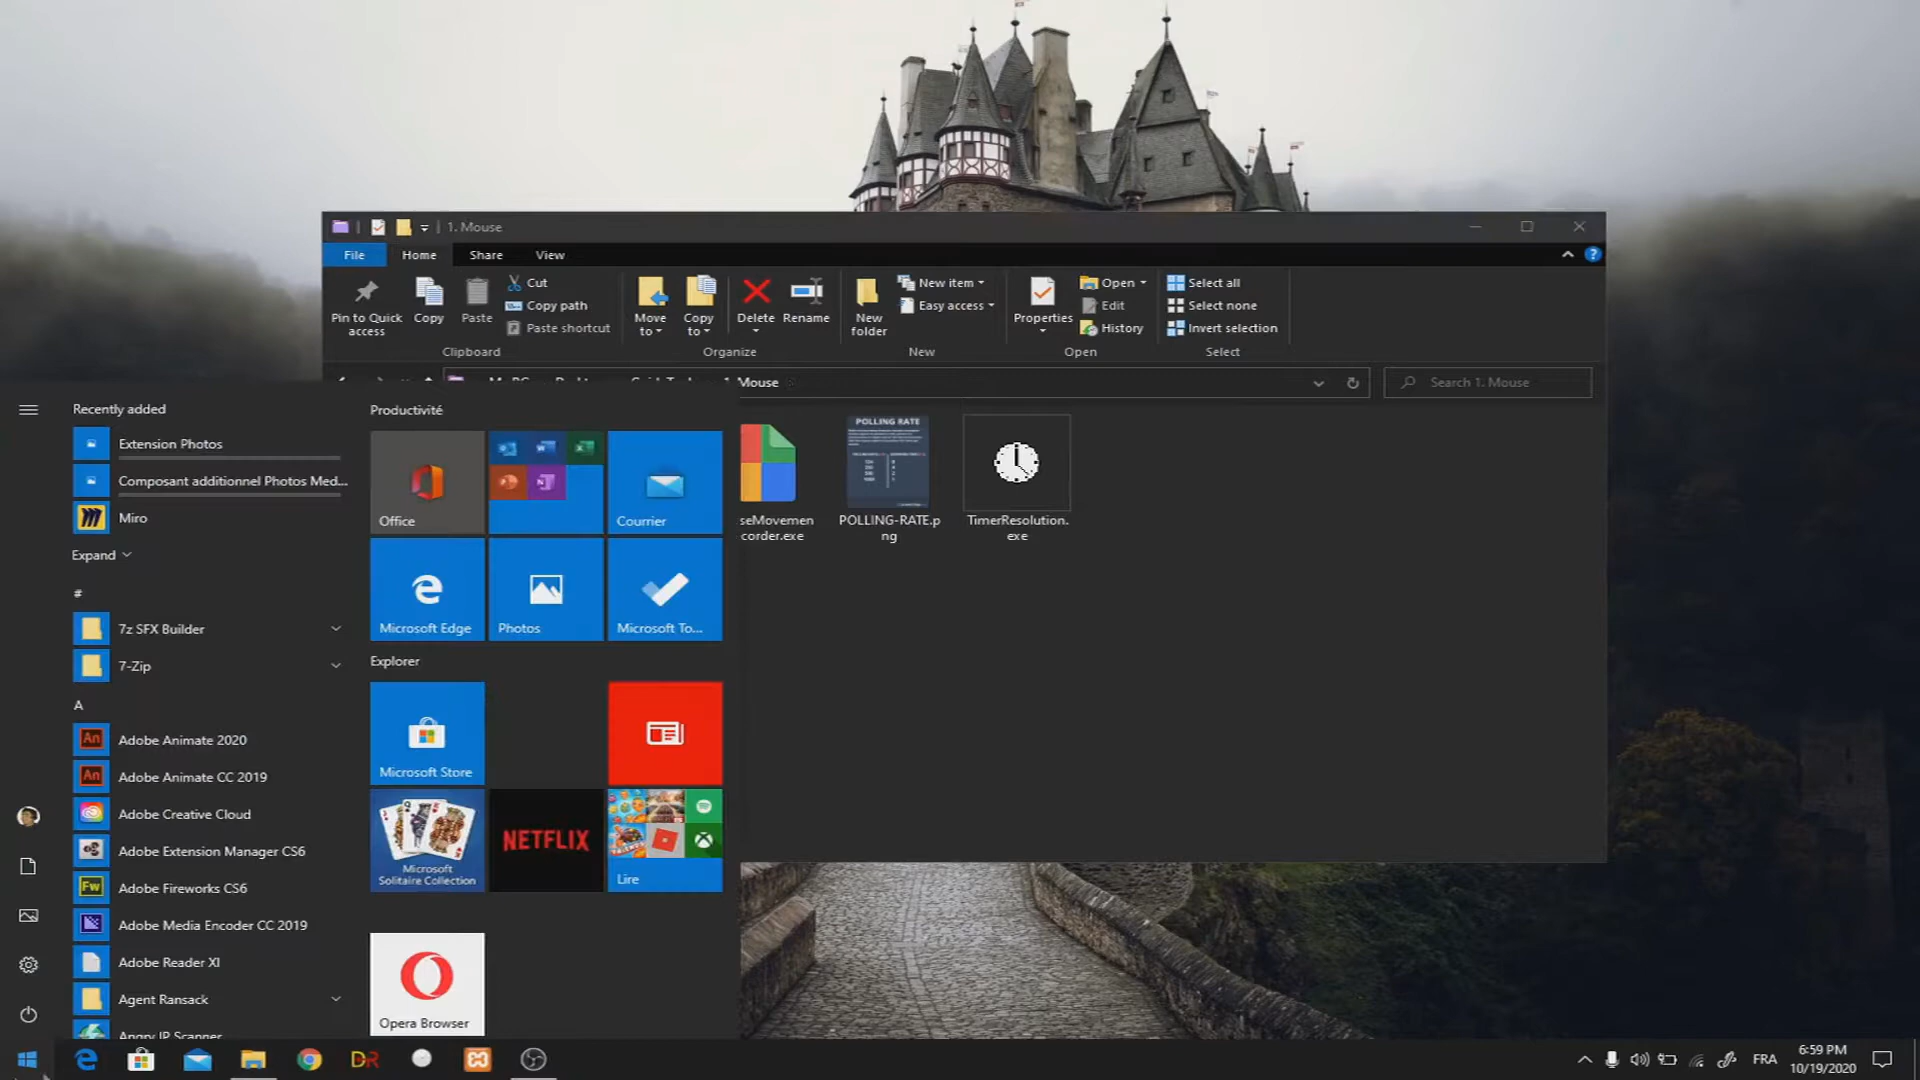 1. Mouse
File
Home
Share
View
Pin to Quick access
Copy
Paste
Cut
Copy path
Paste shortcut
Clipboard
Move to
Copy to
Delete
Rename
Organize
New folder
New item
Easy access
New
Properties
Open
Edit
History
Open
Select all
Select none
Invert selection
Select
Mouse
Search 1. Mouse
seMovemen
corder.exe
POLLING RATE
POLLING-RATE.p
ng
TimerResolution.
exe
Recently added
Extension Photos
Composant additionnel Photos Med...
Miro
Expand
#
7z SFX Builder
7-Zip
A
Adobe Animate 2020
Adobe Animate CC 2019
Adobe Creative Cloud
Adobe Extension Manager CS6
Adobe Fireworks CS6
Adobe Media Encoder CC 2019
Adobe Reader XI
Agent Ransack
Angry IP Scanner
Productivité
Office
Courrier
Microsoft Edge
Photos
Microsoft To...
Explorer
Microsoft Store
Microsoft
Solitaire Collection
NETFLIX
Lire
Opera Browser
FRA
6:59 PM
10/19/2020